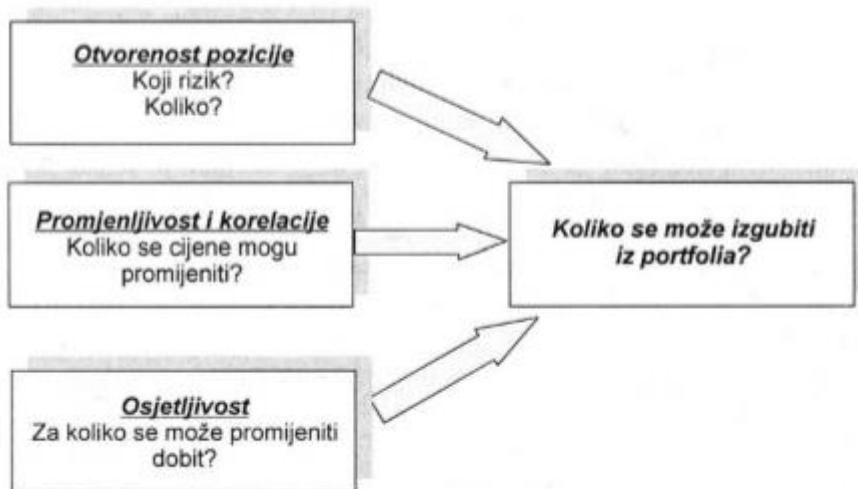 Otvorenost pozicije
Koji rizik?
Koliko?
Promjenljivost i korelacije
Koliko se cijene mogu
promijeniti?
Osjetljivost
Za koliko se može promijeniti
dobit?
Koliko se može izgubiti
iz portfolia?